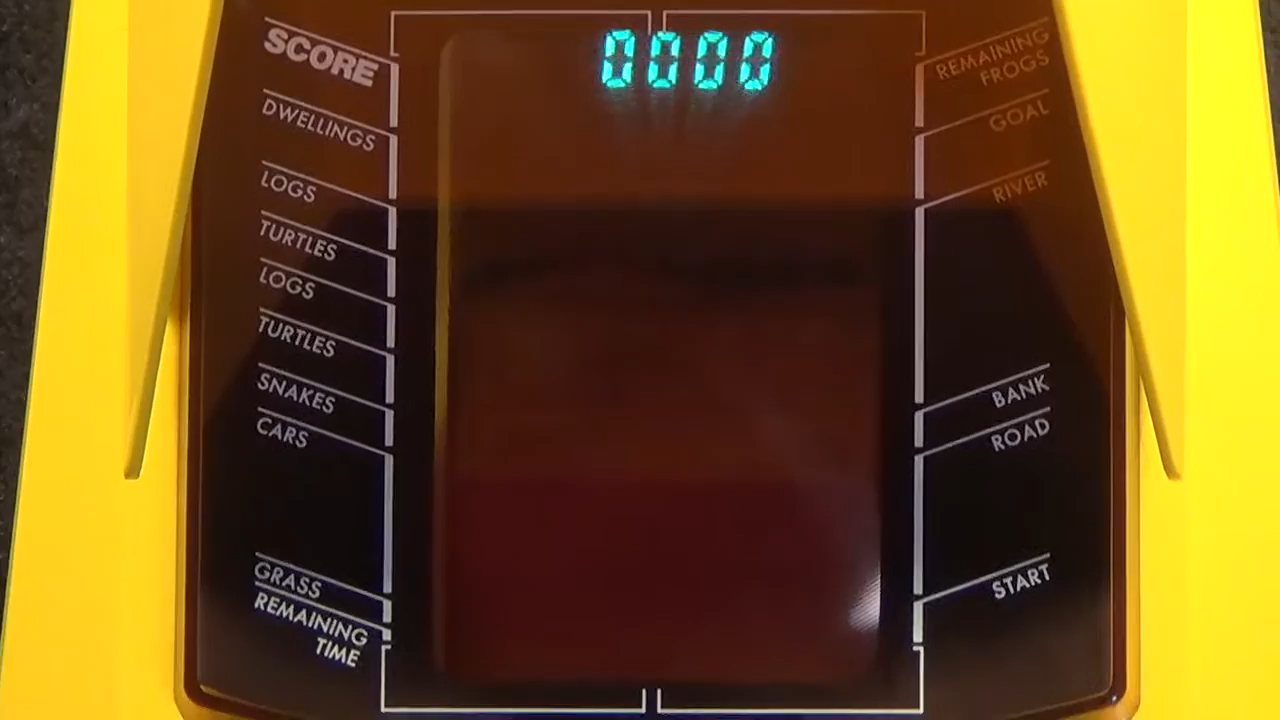 0000
SCORE
DWELLINGS
LOGS
TURTLES
LOGS
TURTLES
SNAKES
CARS
GRASS
REMAINING
TIME
REMAINING
FROGS
GOAL
RIVER
BANK
ROAD
START